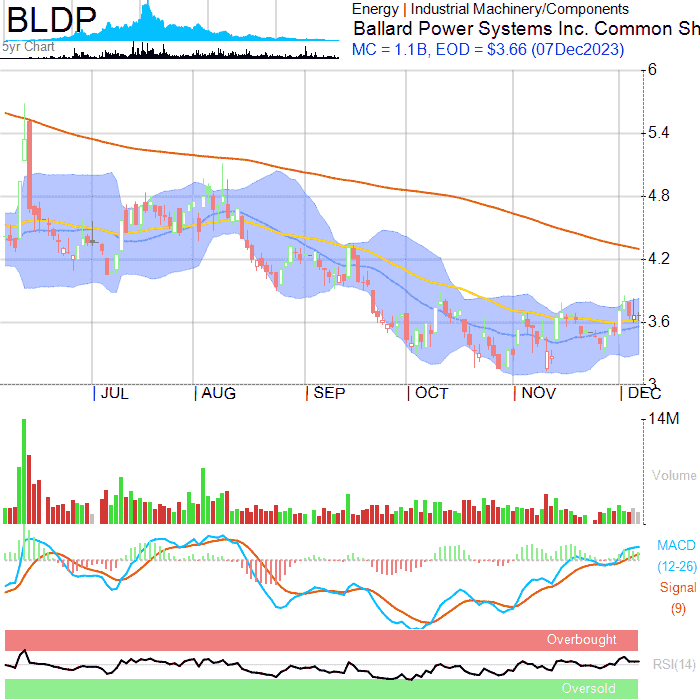 BLDP
5yr Chart
Energy | Industrial Machinery/Components
Ballard Power Systems Inc. Common Sh
MC = 1.1B, EOD = $3.66 (07Dec2023)
6
5.4
4.8
4.2
3.6
3
JUL AUG SEP OCT NOV DEC
14M
Volume
MACD
(12-26)
Signal
(9)
Overbought
RSI(14)
Oversold